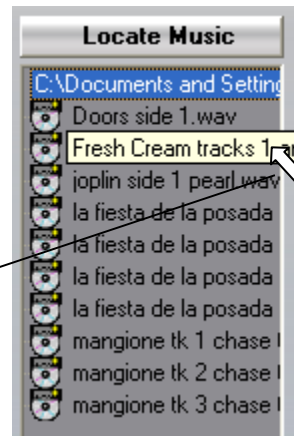 Locate Music
C:\Documents and Setting
Doors side 1.wav
Fresh Cream tracks 1
joplin side 1 pearl.wav
la fiesta de la posada
la fiesta de la posada
la fiesta de la posada
la fiesta de la posada
mangione tk 1 chase
mangione tk 2 chase
mangione tk 3 chase